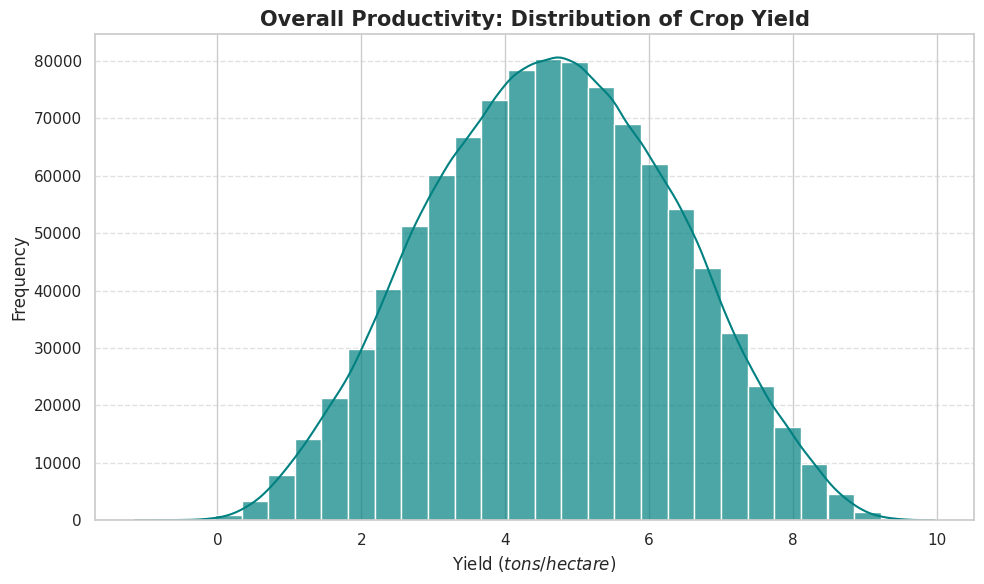 Overall Productivity: Distribution of Crop Yield
80000
70000
60000
50000
40000
30000
20000
10000
0
Frequency
0 2 4 6 8 10
Yield (tons/hectare)